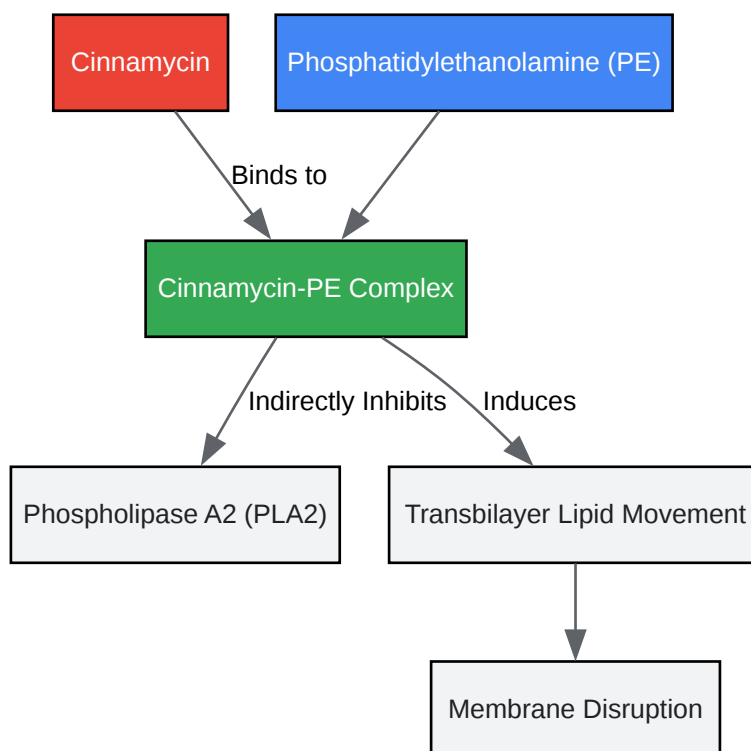 Cinnamycin
Phosphatidylethanolamine (PE)
Binds to
Cinnamycin-PE Complex
Indirectly Inhibits
Induces
Phospholipase A2 (PLA2)
Transbilayer Lipid Movement
Membrane Disruption